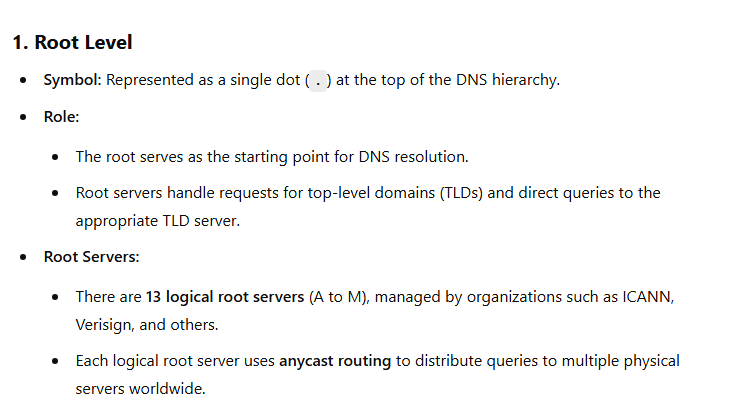 1. Root Level
• Symbol: Represented as a single dot ( . ) at the top of the DNS hierarchy.
• Role:
• The root serves as the starting point for DNS resolution.
• Root servers handle requests for top-level domains (TLDs) and direct queries to the
appropriate TLD server.
• Root Servers:
• There are 13 logical root servers (A to M), managed by organizations such as ICANN,
Verisign, and others.
• Each logical root server uses anycast routing to distribute queries to multiple physical
servers worldwide.